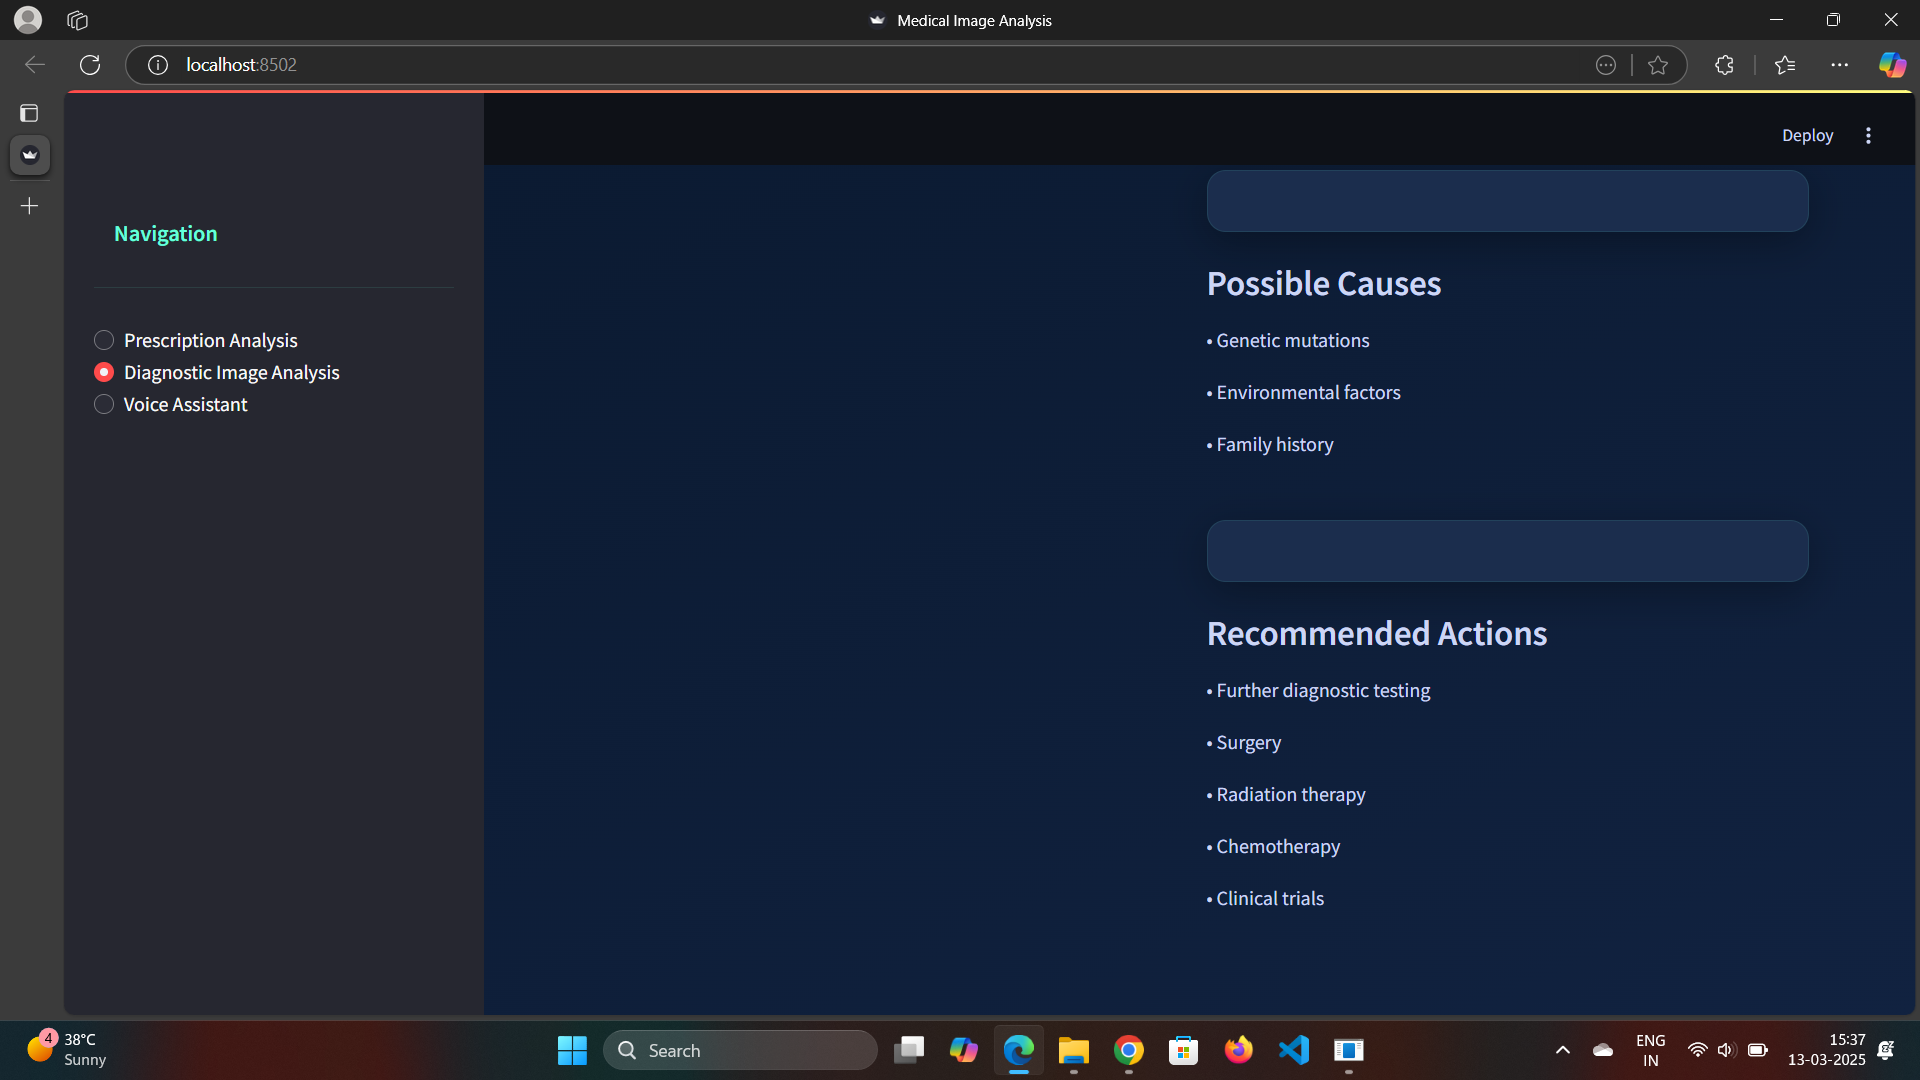 Medical Image Analysis
localhost:8502
Deploy
Navigation
Prescription Analysis
Diagnostic Image Analysis
Voice Assistant
Possible Causes
• Genetic mutations
• Environmental factors
• Family history
Recommended Actions
• Further diagnostic testing
• Surgery
• Radiation therapy
• Chemotherapy
• Clinical trials
4
38°C
Sunny
Search
ENG
IN
15:37
13-03-2025